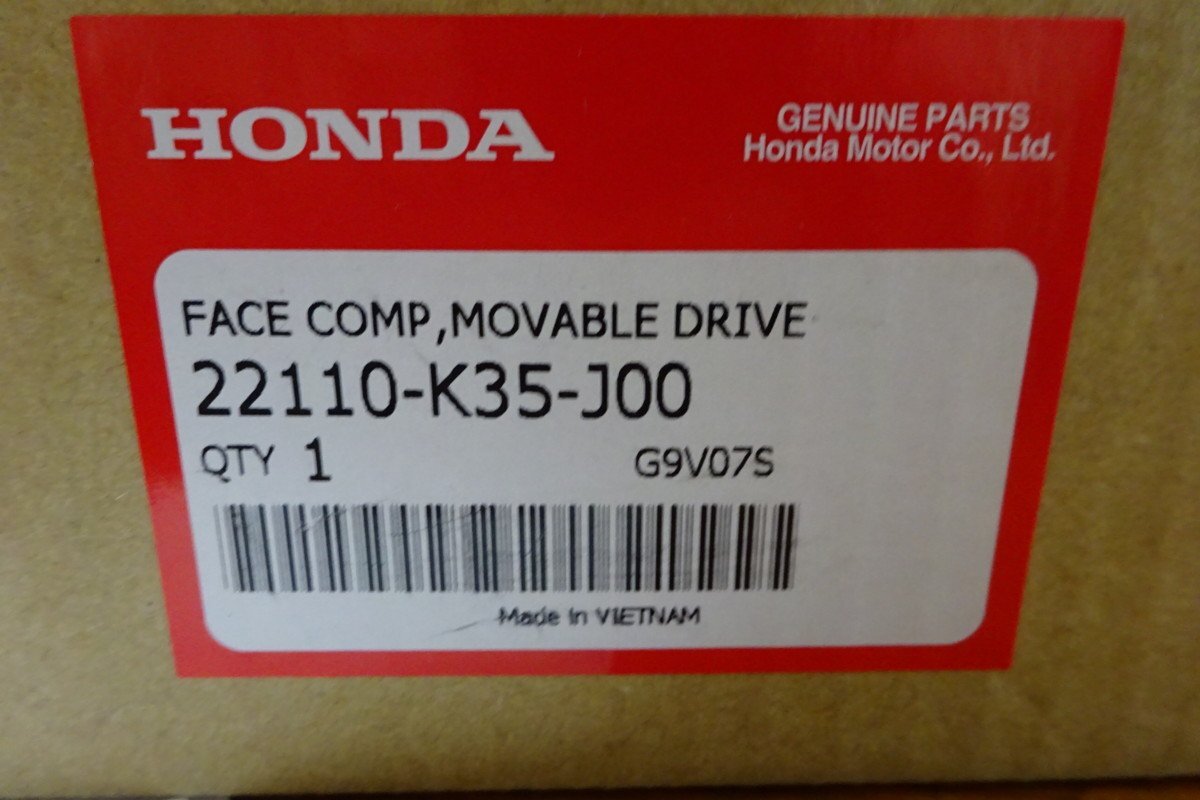 HONDA
GENUINE PARTS
Honda Motor Co., Ltd.
FACE COMP,MOVABLE DRIVE
22110-K35-J00
QTY 1 G9V07S
Made in VIETNAM